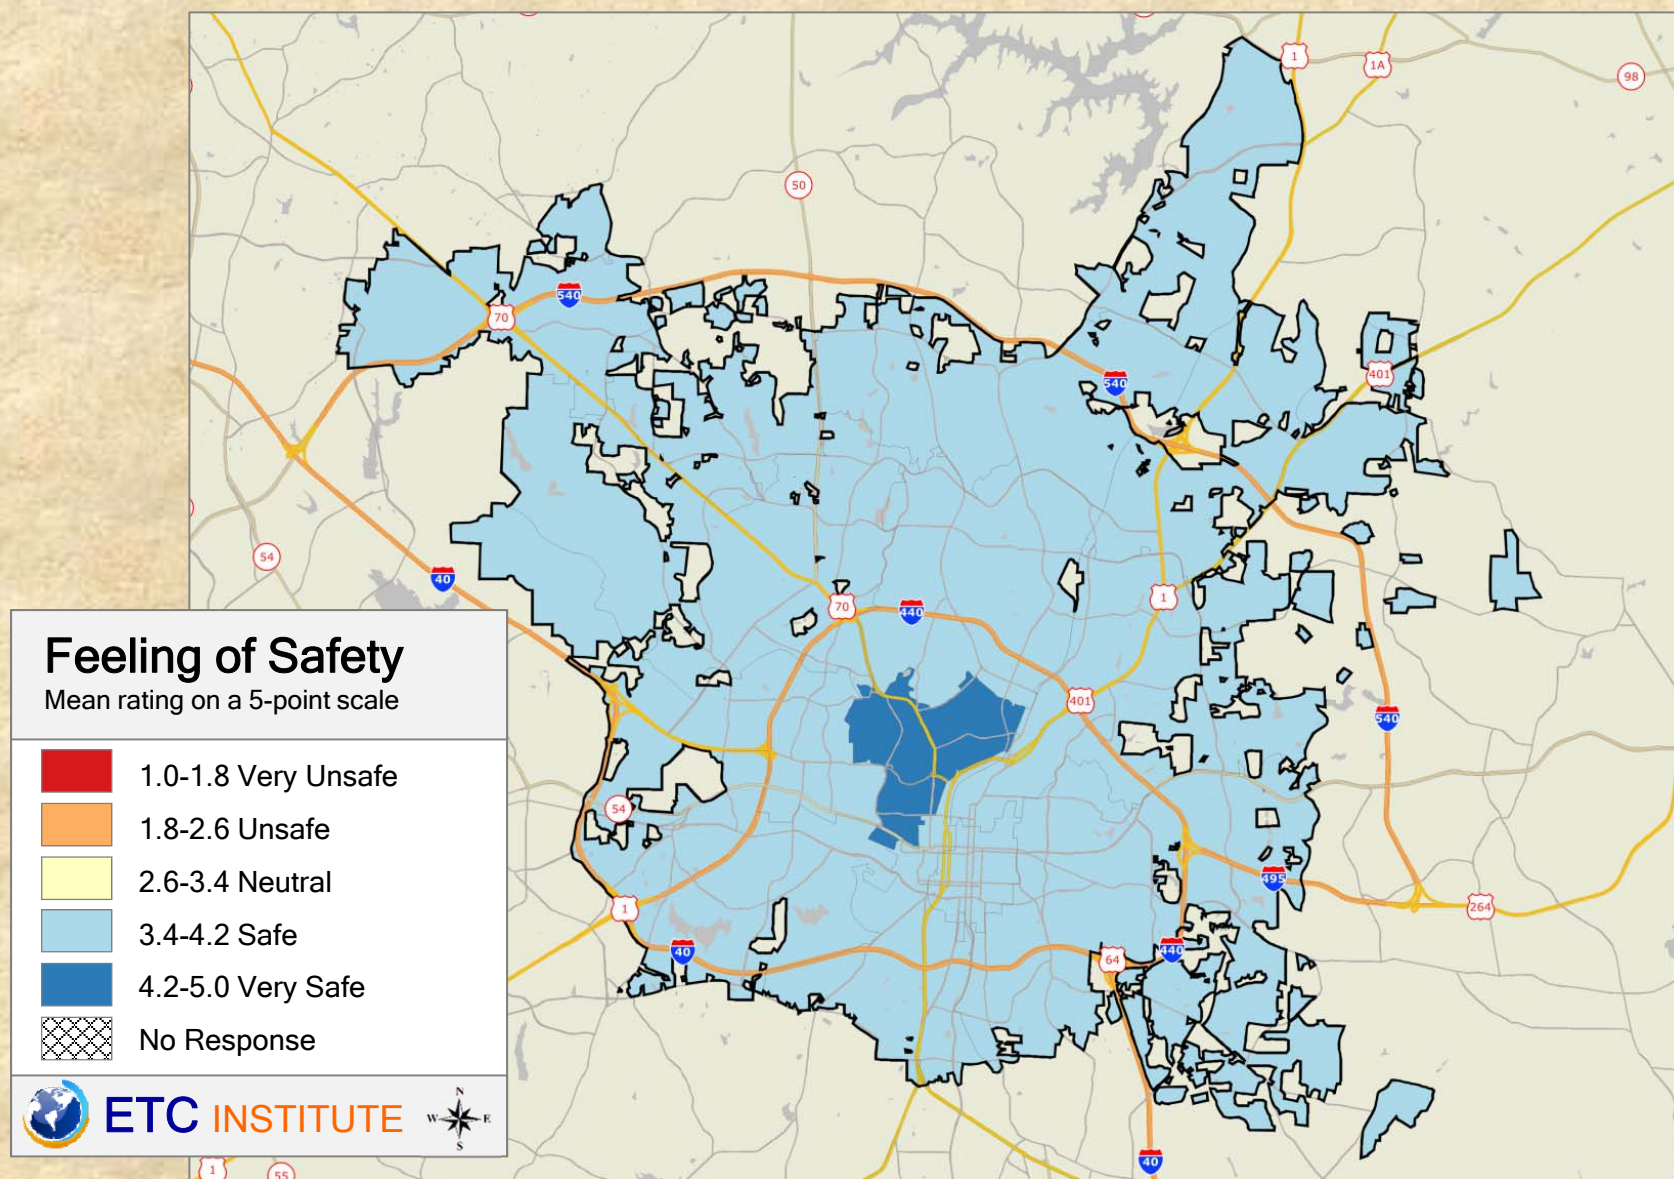 1
1A
98
50
540
70
401
540
54
40
70
440
1
401
540
54
495
264
1
40
440
64
40
1
55
Feeling of Safety
Mean rating on a 5-point scale
1.0-1.8 Very Unsafe
1.8-2.6 Unsafe
2.6-3.4 Neutral
3.4-4.2 Safe
4.2-5.0 Very Safe
No Response
ETC INSTITUTE
N
W E
S